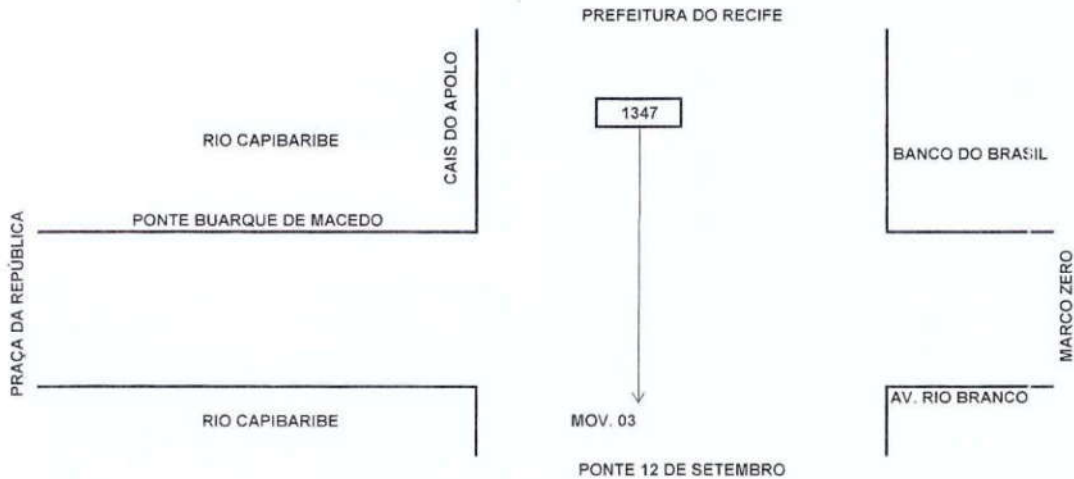 PREFEITURA DO RECIFE
CAIS DO APOLO
1347
RIO CAPIBARIBE
BANCO DO BRASIL
PONTE BUARQUE DE MACEDO
PRAÇA DA REPÚBLICA
MARCO ZERO
AV. RIO BRANCO
RIO CAPIBARIBE
MOV. 03
PONTE 12 DE SETEMBRO